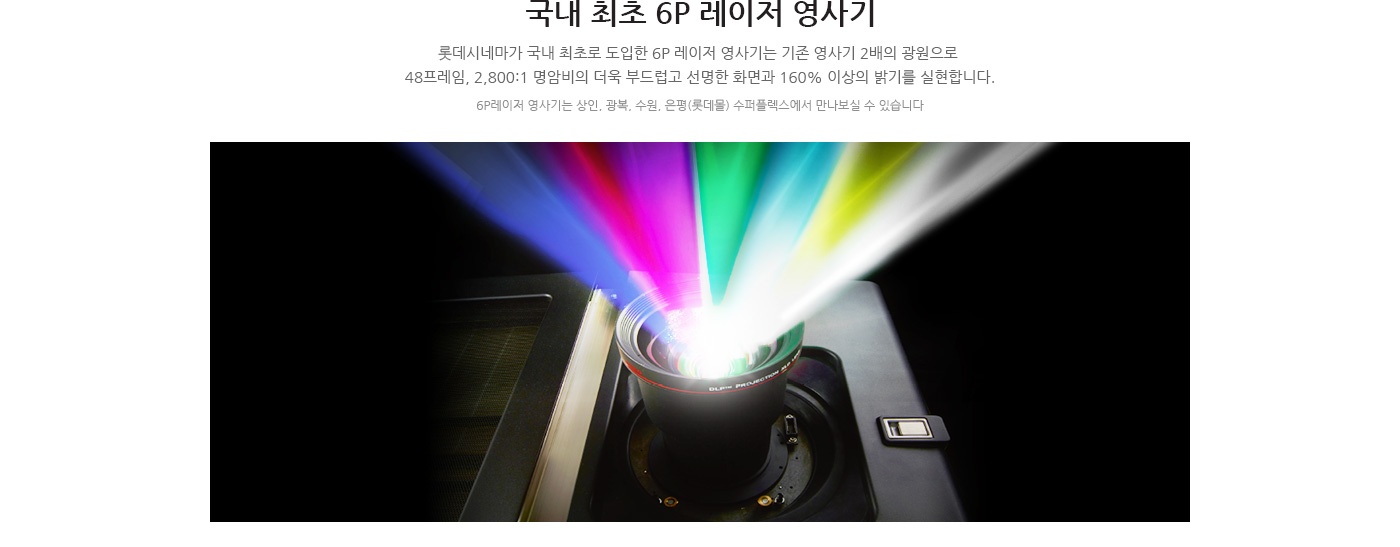 국내 최초 6P 레이저 영사기
롯데시네마가 국내 최초로 도입한 6P 레이저 영사기는 기존 영사기 2배의 광원으로
48프레임, 2,800:1 명암비의 더욱 부드럽고 선명한 화면과 160% 이상의 밝기를 실현합니다.
6P레이저 영사기는 상인, 광복, 수원, 은평(롯데몰) 수퍼플렉스에서 만나보실 수 있습니다
DLP™ PROJECTION